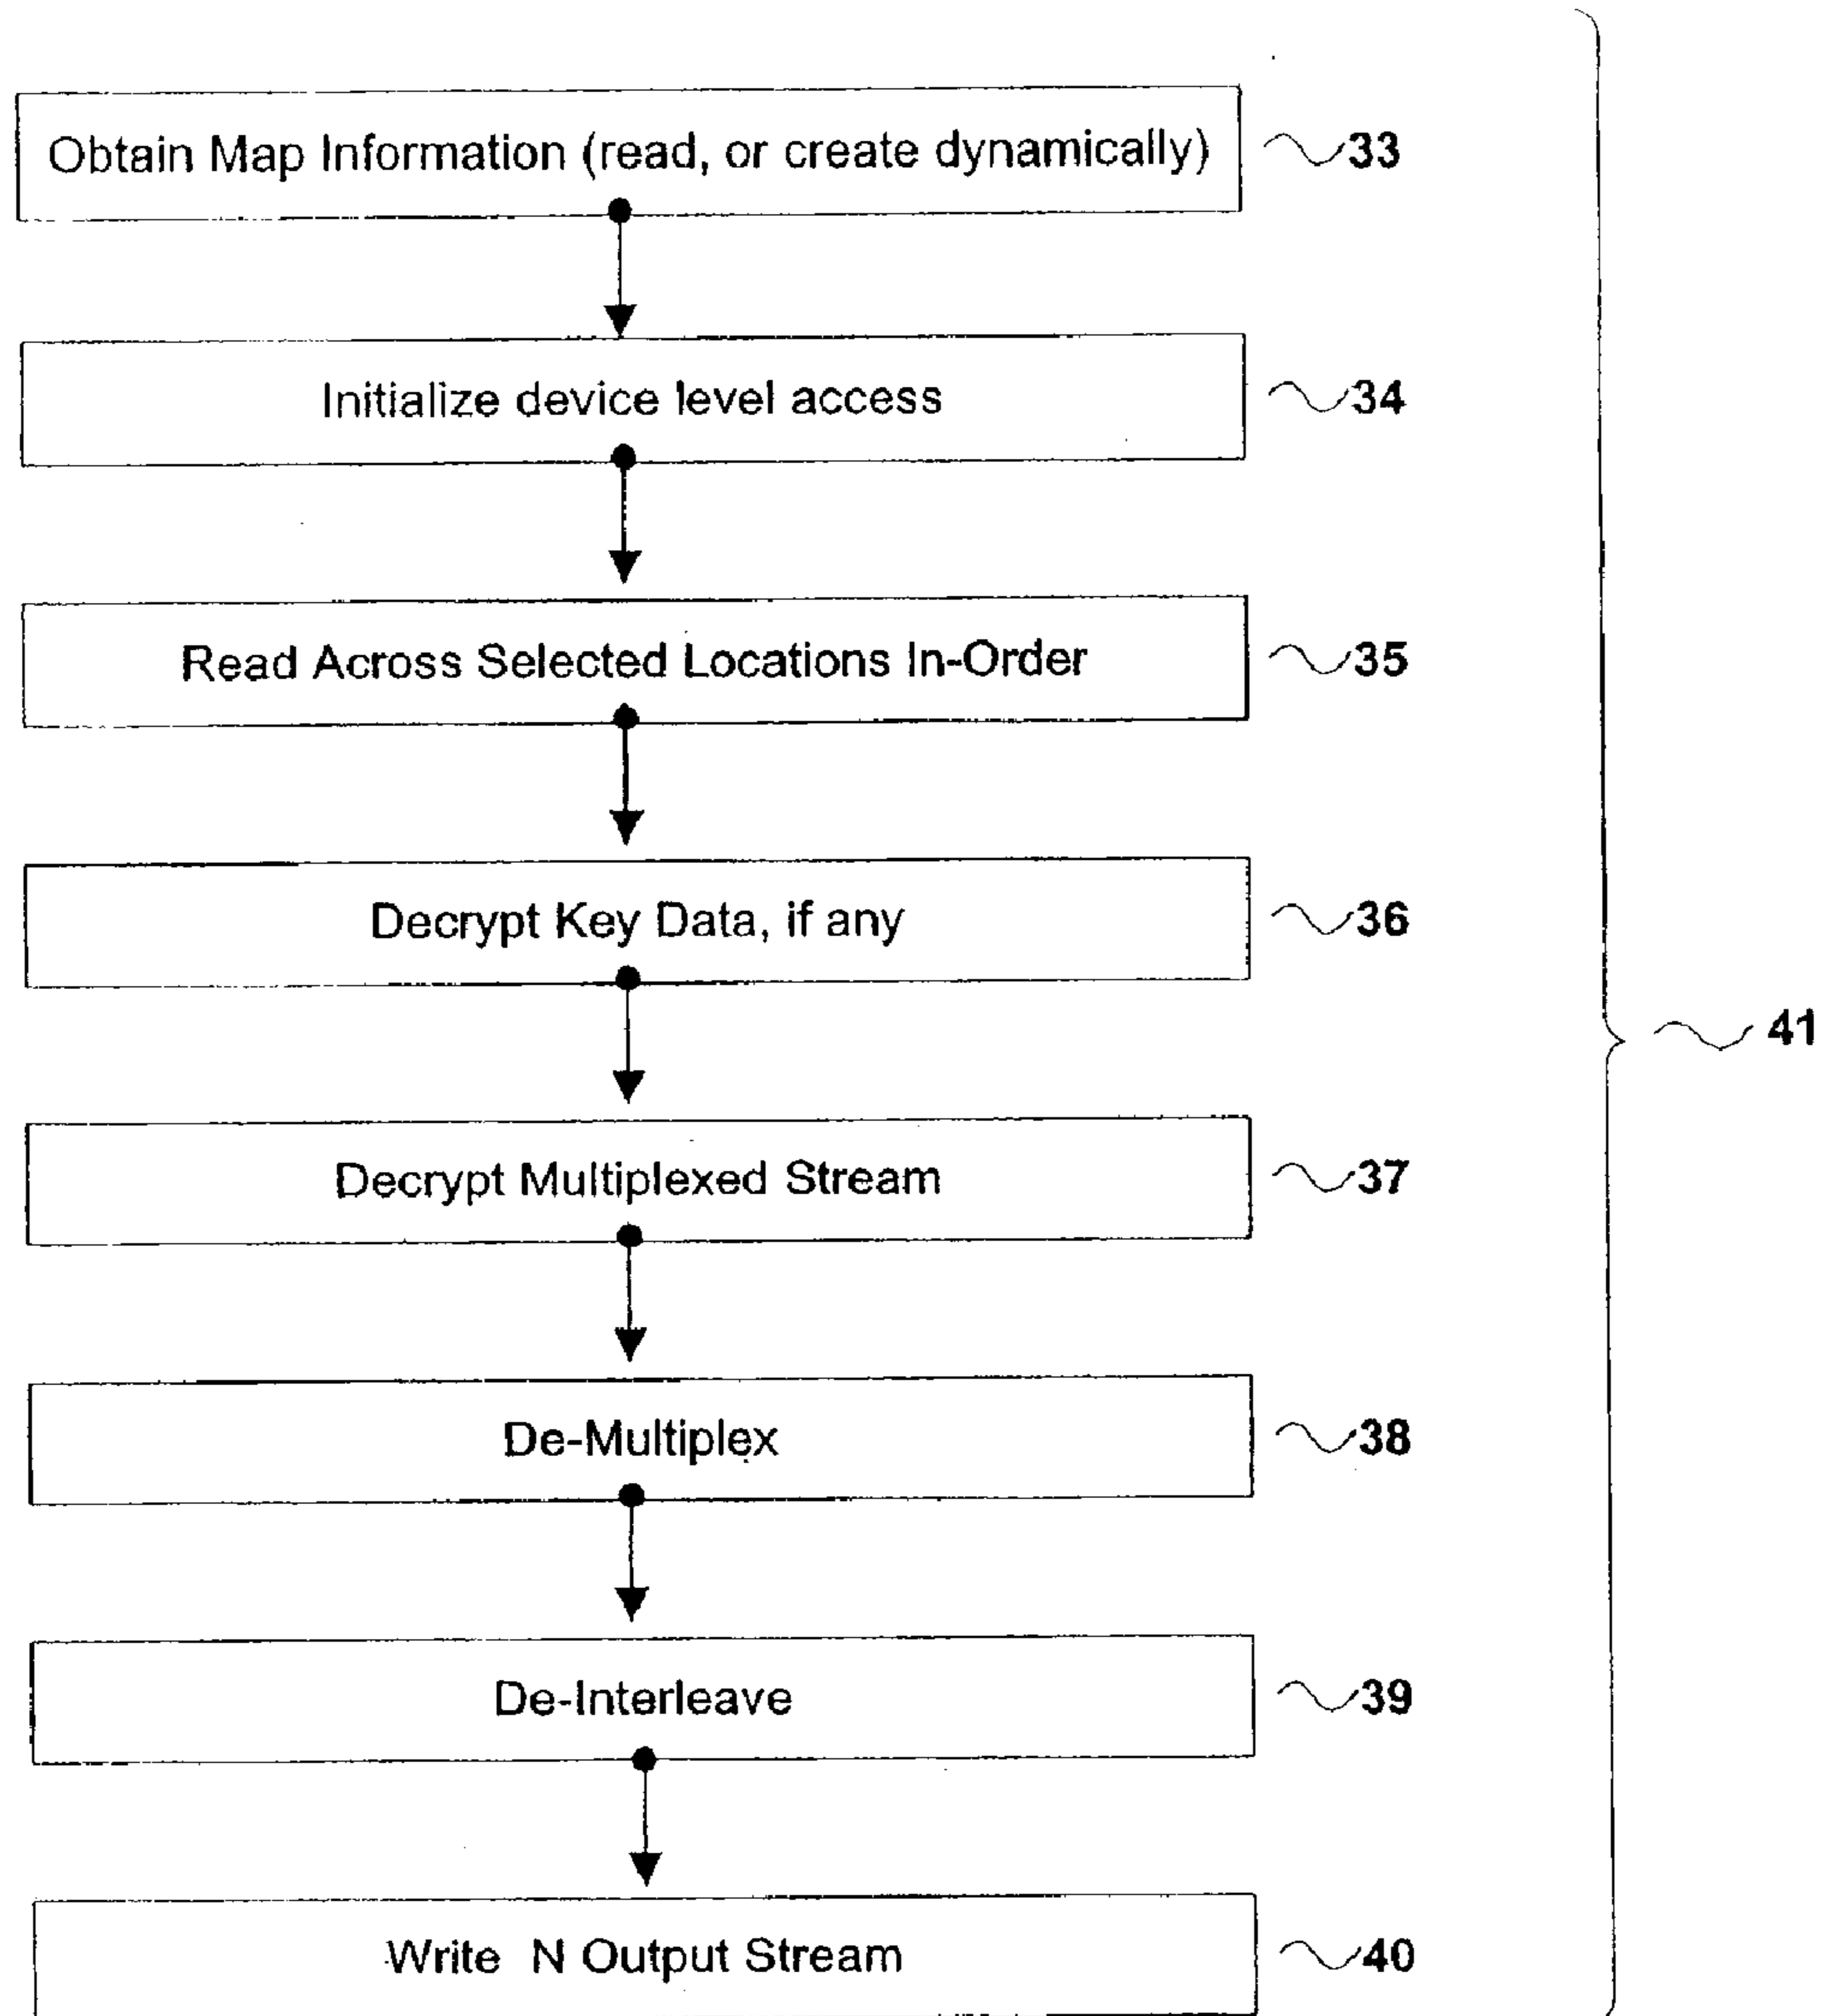 Obtain Map Information (read, or create dynamically) 33
Initialize device level access 34
Read Across Selected Locations In-Order 35
Decrypt Key Data, if any 36
41
Decrypt Multiplexed Stream 37
De-Multiplex 38
De-Interleave 39
Write N Output Stream 40